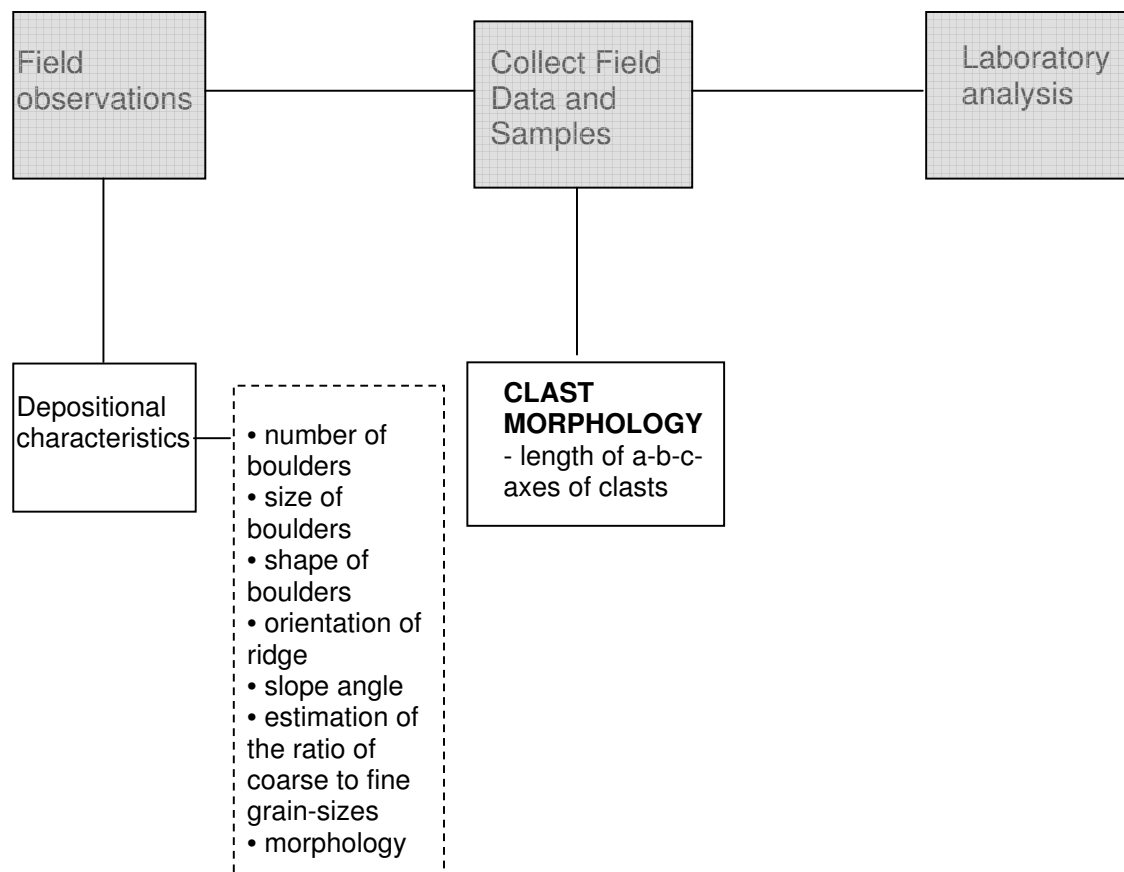 Field
observations
Collect Field
Data and
Samples
Laboratory
analysis
Depositional
characteristics
• number of
boulders
• size of
boulders
• shape of
boulders
• orientation of
ridge
• slope angle
• estimation of
the ratio of
coarse to fine
grain-sizes
• morphology
CLAST
MORPHOLOGY
- length of a-b-c-
axes of clasts